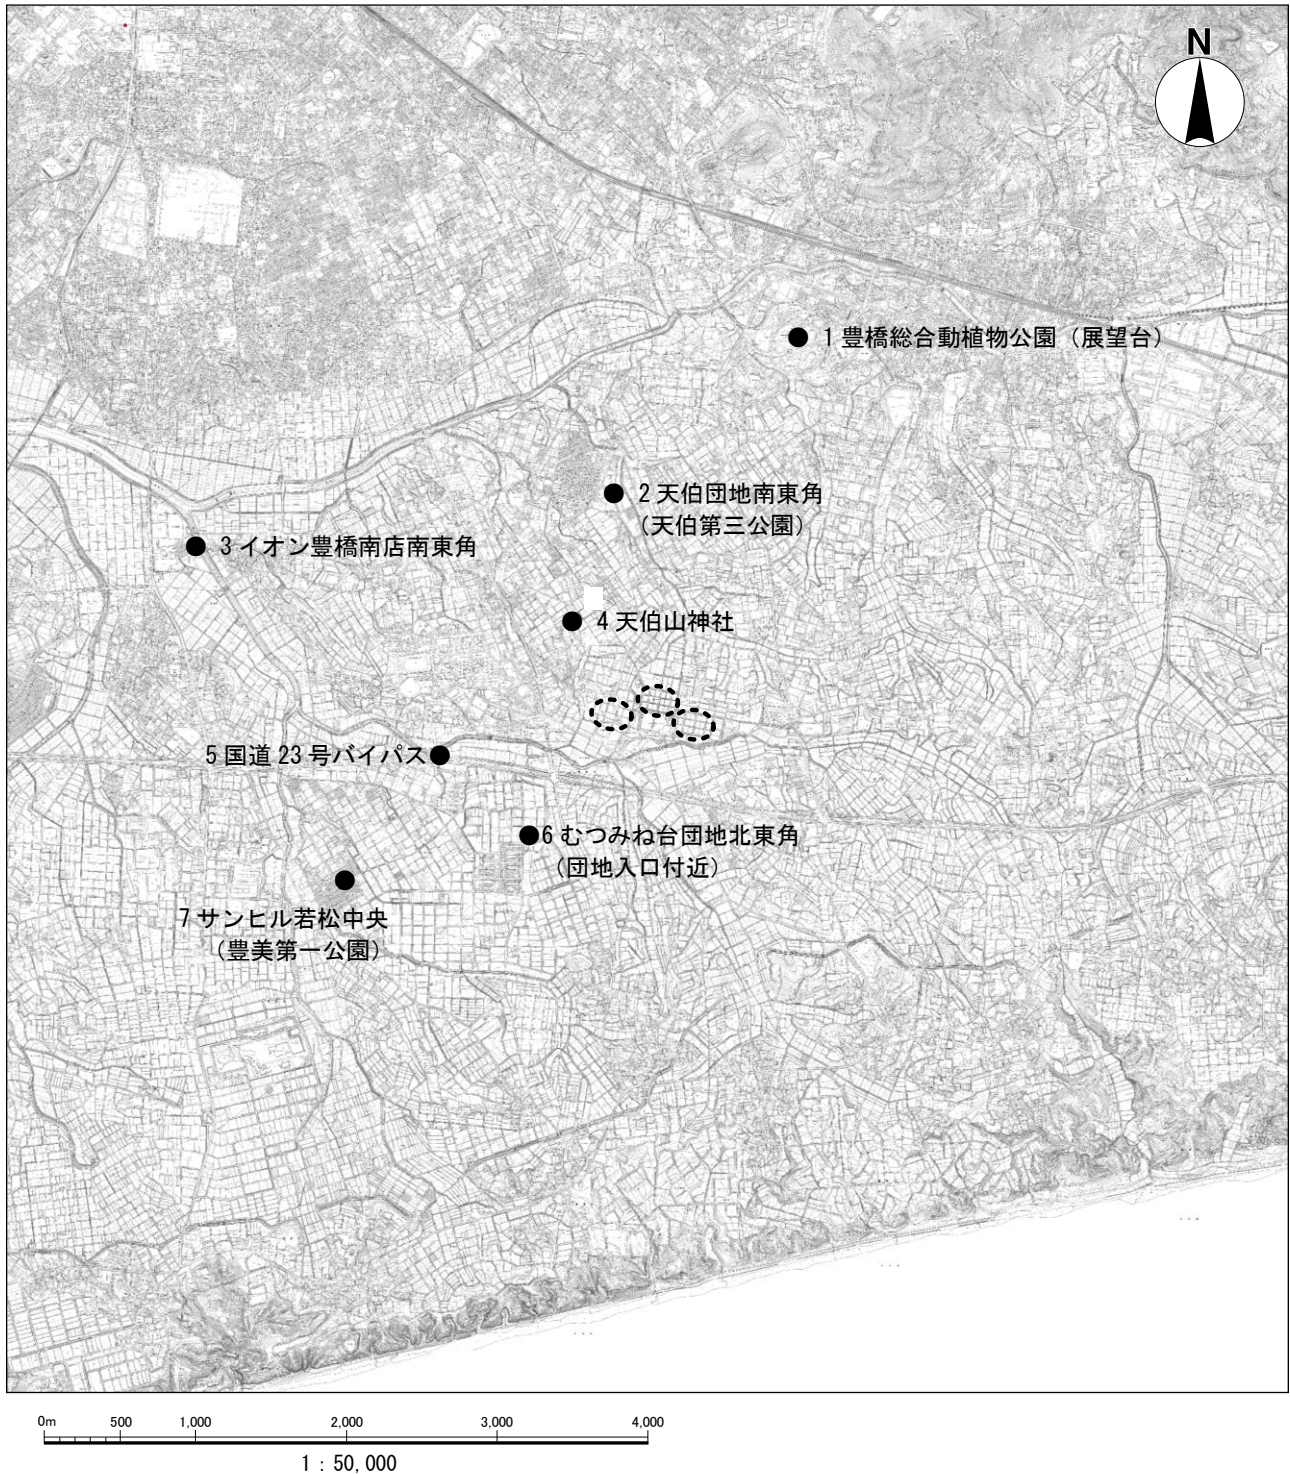 N
1 豊橋総合動植物公園（展望台）
2 天伯団地南東角
（天伯第三公園）
3 イオン豊橋南店南東角
4 天伯山神社
5 国道 23 号バイパス
6 むつみね台団地北東角
（団地入口付近）
7 サンヒル若松中央
（豊美第一公園）
0m 500 1,000 2,000 3,000 4,000
1 : 50,000